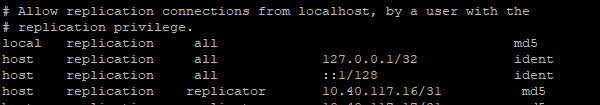 # Allow replication connections from localhost, by a user with the
# replication privilege.
local replication all md5
host replication all 127.0.0.1/32 ident
host replication all ::1/128 ident
host replication replicator 10.40.117.16/31 md5